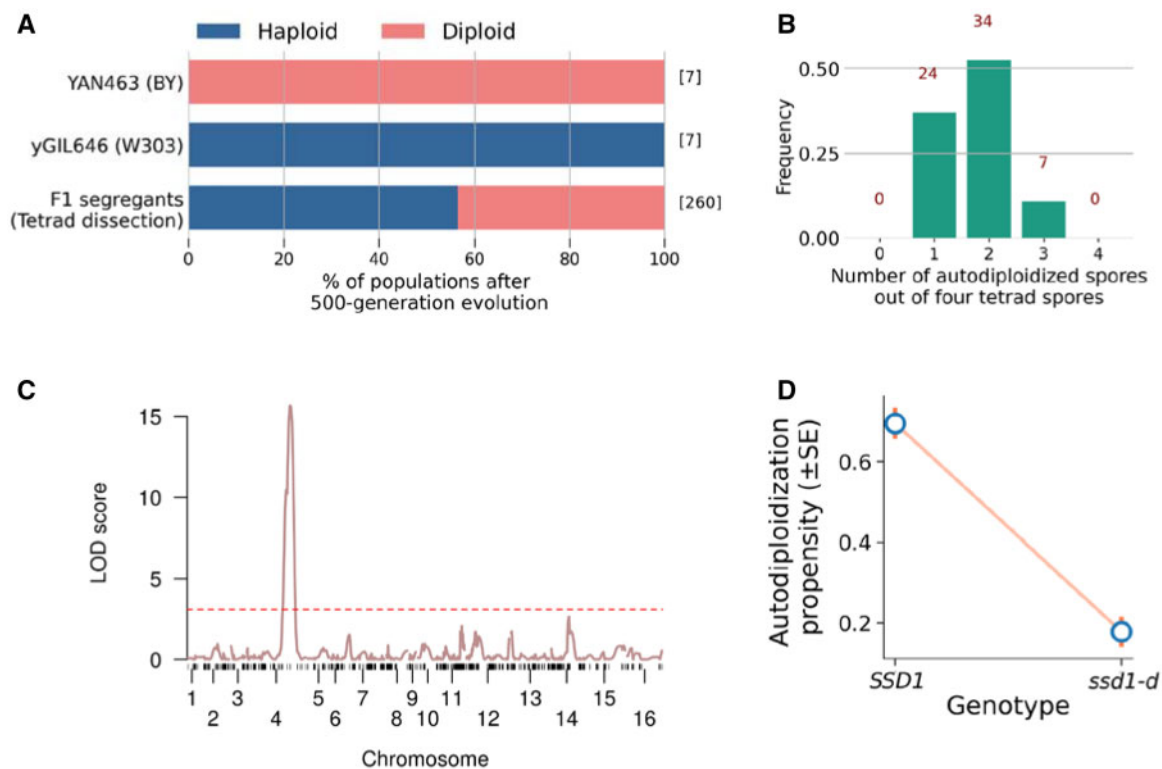 A
Haploid
Diploid
YAN463 (BY)
[7]
yGIL646 (W303)
[7]
F1 segregants
(Tetrad dissection)
[260]
0 20 40 60 80 100
% of populations after
500-generation evolution
B
Frequency
0.50
0.25
0.00
0 24 34 7 0
0 1 2 3 4
Number of autodiploidized spores
out of four tetrad spores
C
LOD score
15
10
5
0
1 3 5 7 9 11 13 15
2 4 6 8 10 12 14 16
Chromosome
D
Autodiploidization
propensity (±SE)
0.6
0.4
0.2
SSD1 ssd1-d
Genotype